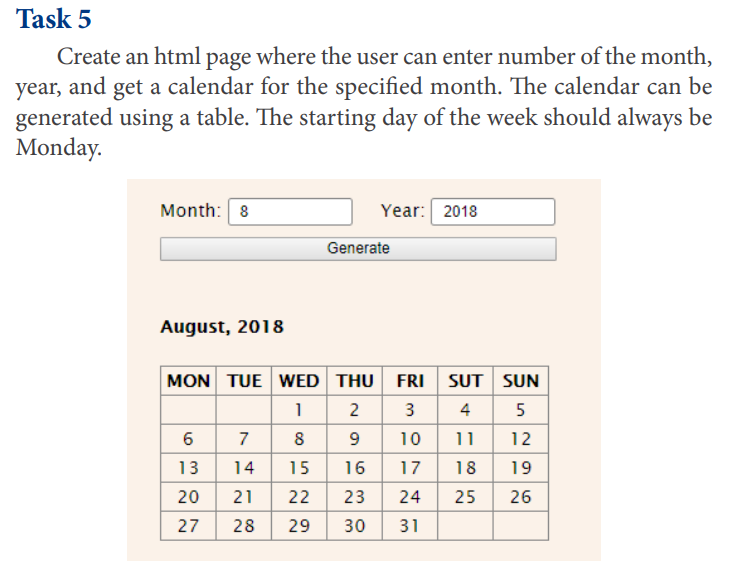 Task 5
Create an html page where the user can enter number of the month,
year, and get a calendar for the specified month. The calendar can be
generated using a table. The starting day of the week should always be
Monday.
Month: 8 Year: 2018
Generate
August, 2018
MON TUE WED THU FRI SUT SUN
1 2 3 4 5
6 7 8 9 10 11 12
13 14 15 16 17 18 19
20 21 22 23 24 25 26
27 28 29 30 31